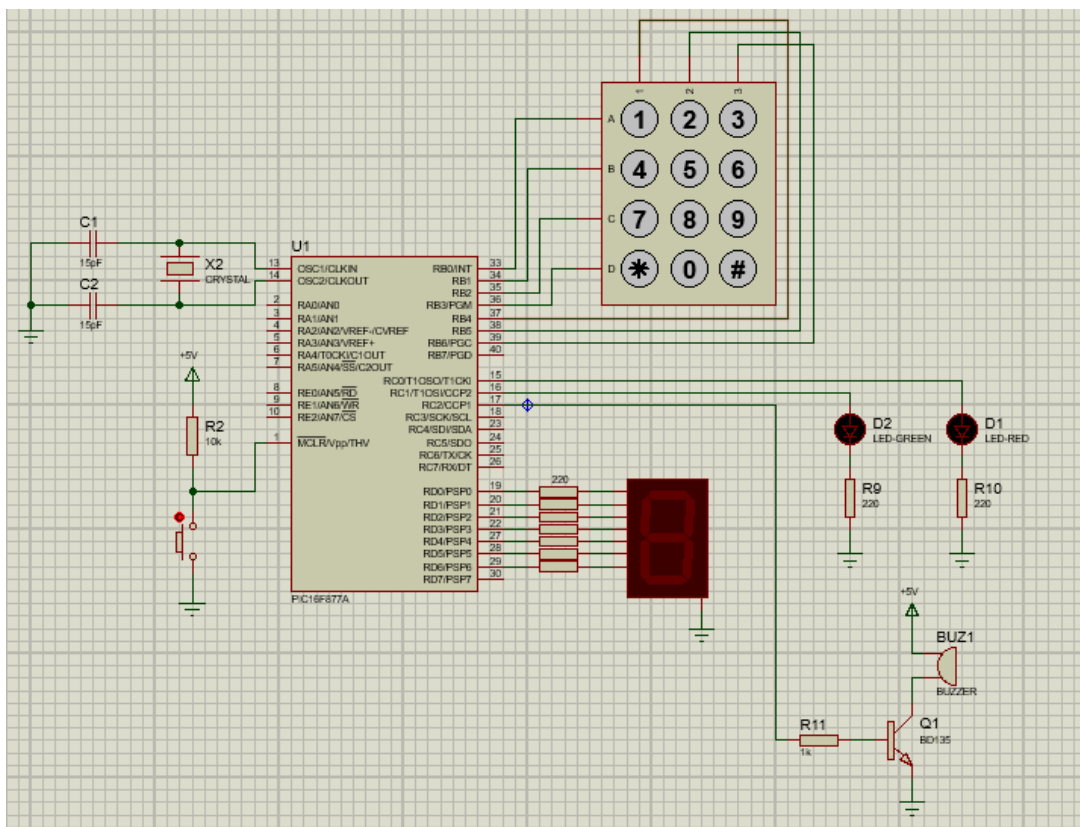 1 2 3
A 1 2 3
B 4 5 6
C 7 8 9
D * 0 #
C1
15pF
C2
15pF
X2
CRYSTAL
+5V
R2
10k
U1
13 OSC1/CLKIN
14 OSC2/CLKOUT
2 RA0/AN0
3 RA1/AN1
4 RA2/AN2/VREF-/CVREF
5 RA3/AN3/VREF+
6 RA4/T0CKI/C1OUT
7 RA5/AN4/SS/C2OUT
8 RE0/AN5/RD
9 RE1/AN6/WR
10 RE2/AN7/CS
1 MCLR/Vpp/THV
RB0/INT 33
RB1 34
RB2 35
RB3/PGM 36
RB4 37
RB5 38
RB6/PGC 39
RB7/PGD 40
RC0/T1OSO/T1CKI 15
RC1/T1OSI/CCP2 16
RC2/CCP1 17
RC3/SCK/SCL 18
RC4/SDI/SDA 23
RC5/SDO 24
RC6/TX/CK 25
RC7/RX/DT 26
RD0/PSP0 19
RD1/PSP1 20
RD2/PSP2 21
RD3/PSP3 22
RD4/PSP4 27
RD5/PSP5 28
RD6/PSP6 29
RD7/PSP7 30
PIC16F877A
220
D2
LED-GREEN
R9
220
D1
LED-RED
R10
220
+5V
BUZ1
BUZZER
R11
1k
Q1
BD135